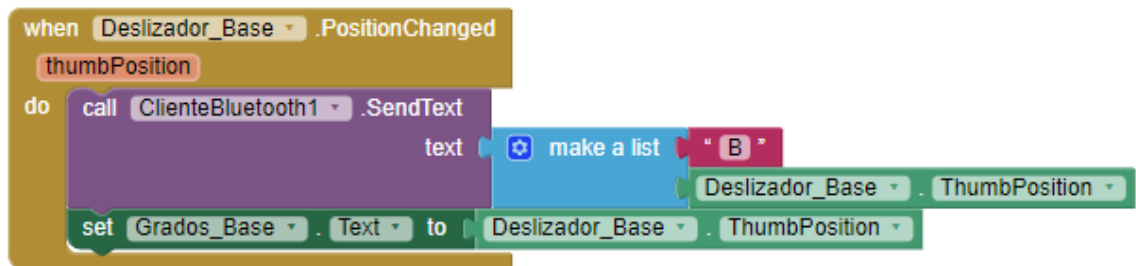 when Deslizador_Base .PositionChanged
thumbPosition
do call ClienteBluetooth1 .SendText
text make a list " B "
Deslizador_Base . ThumbPosition
set Grados_Base . Text to Deslizador_Base . ThumbPosition